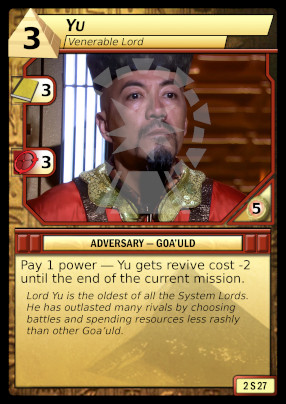 3
Yu
Venerable Lord
3
3
5
ADVERSARY — GOA'ULD
Pay 1 power — Yu gets revive cost -2
until the end of the current mission.
Lord Yu is the oldest of all the System Lords.
He has outlasted many rivals by choosing
battles and spending resources less rashly
than other Goa'uld.
2 S 27